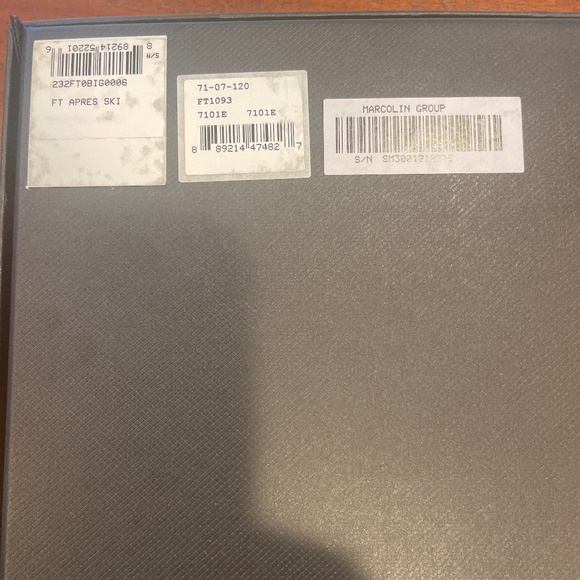 8 89214 52201 6
S/N
232FT0BIG0006
FT APRES SKI
71-07-120
FT1093
7101E 7101E
8 89214 47482 7
MARCOLIN GROUP
S/N